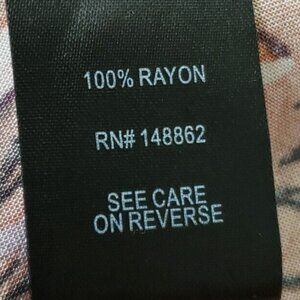 100% RAYON
RN# 148862
SEE CARE
ON REVERSE